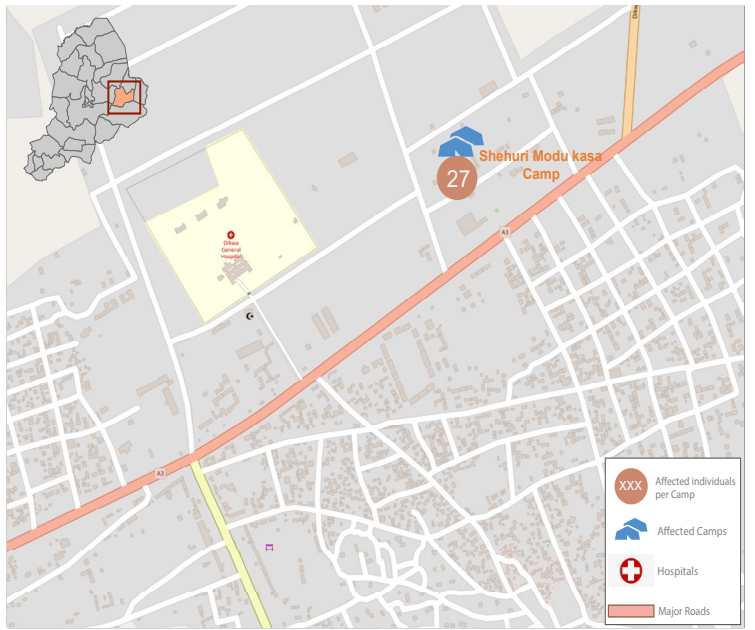 Dikwa
Shehuri Modu kasa
Camp
27
A3
Dikwa
General
Hospital
A3
XXX
Affected individuals
per Camp
Affected Camps
Hospitals
Major Roads